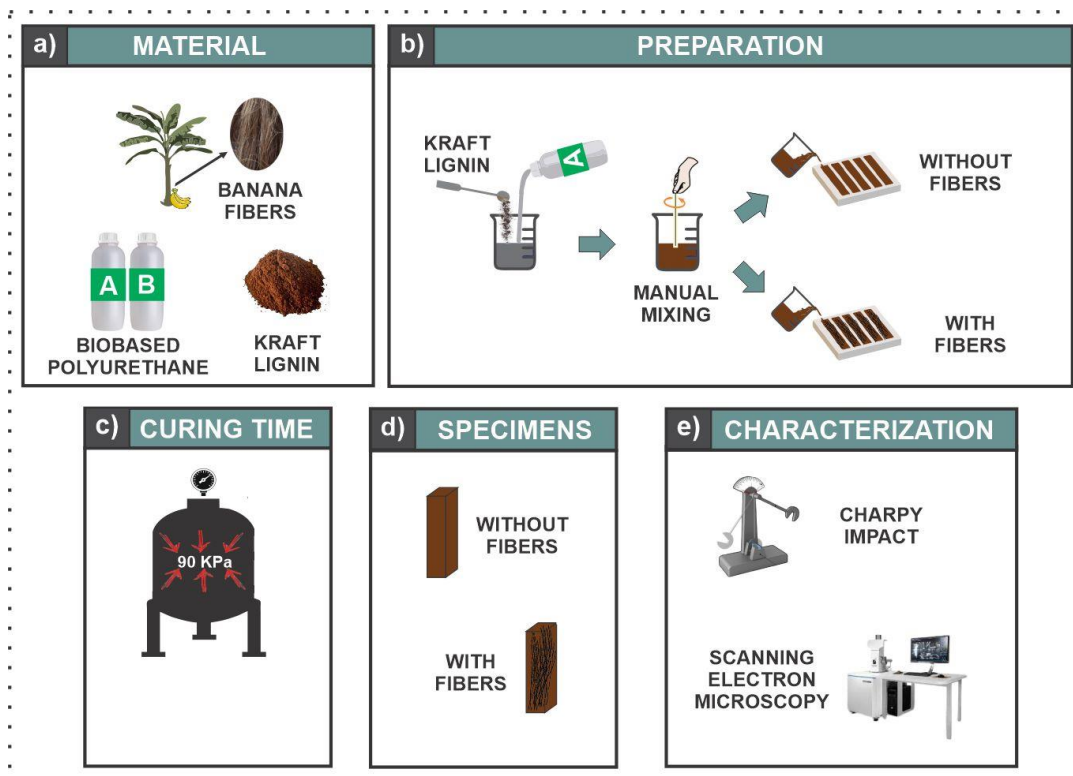 a) MATERIAL
BANANA
FIBERS
A B
BIOBASED
POLYURETHANE
KRAFT
LIGNIN
b) PREPARATION
KRAFT
LIGNIN
A
MANUAL
MIXING
WITHOUT
FIBERS
WITH
FIBERS
c) CURING TIME
90 KPa
d) SPECIMENS
WITHOUT
FIBERS
WITH
FIBERS
e) CHARACTERIZATION
CHARPY
IMPACT
SCANNING
ELECTRON
MICROSCOPY